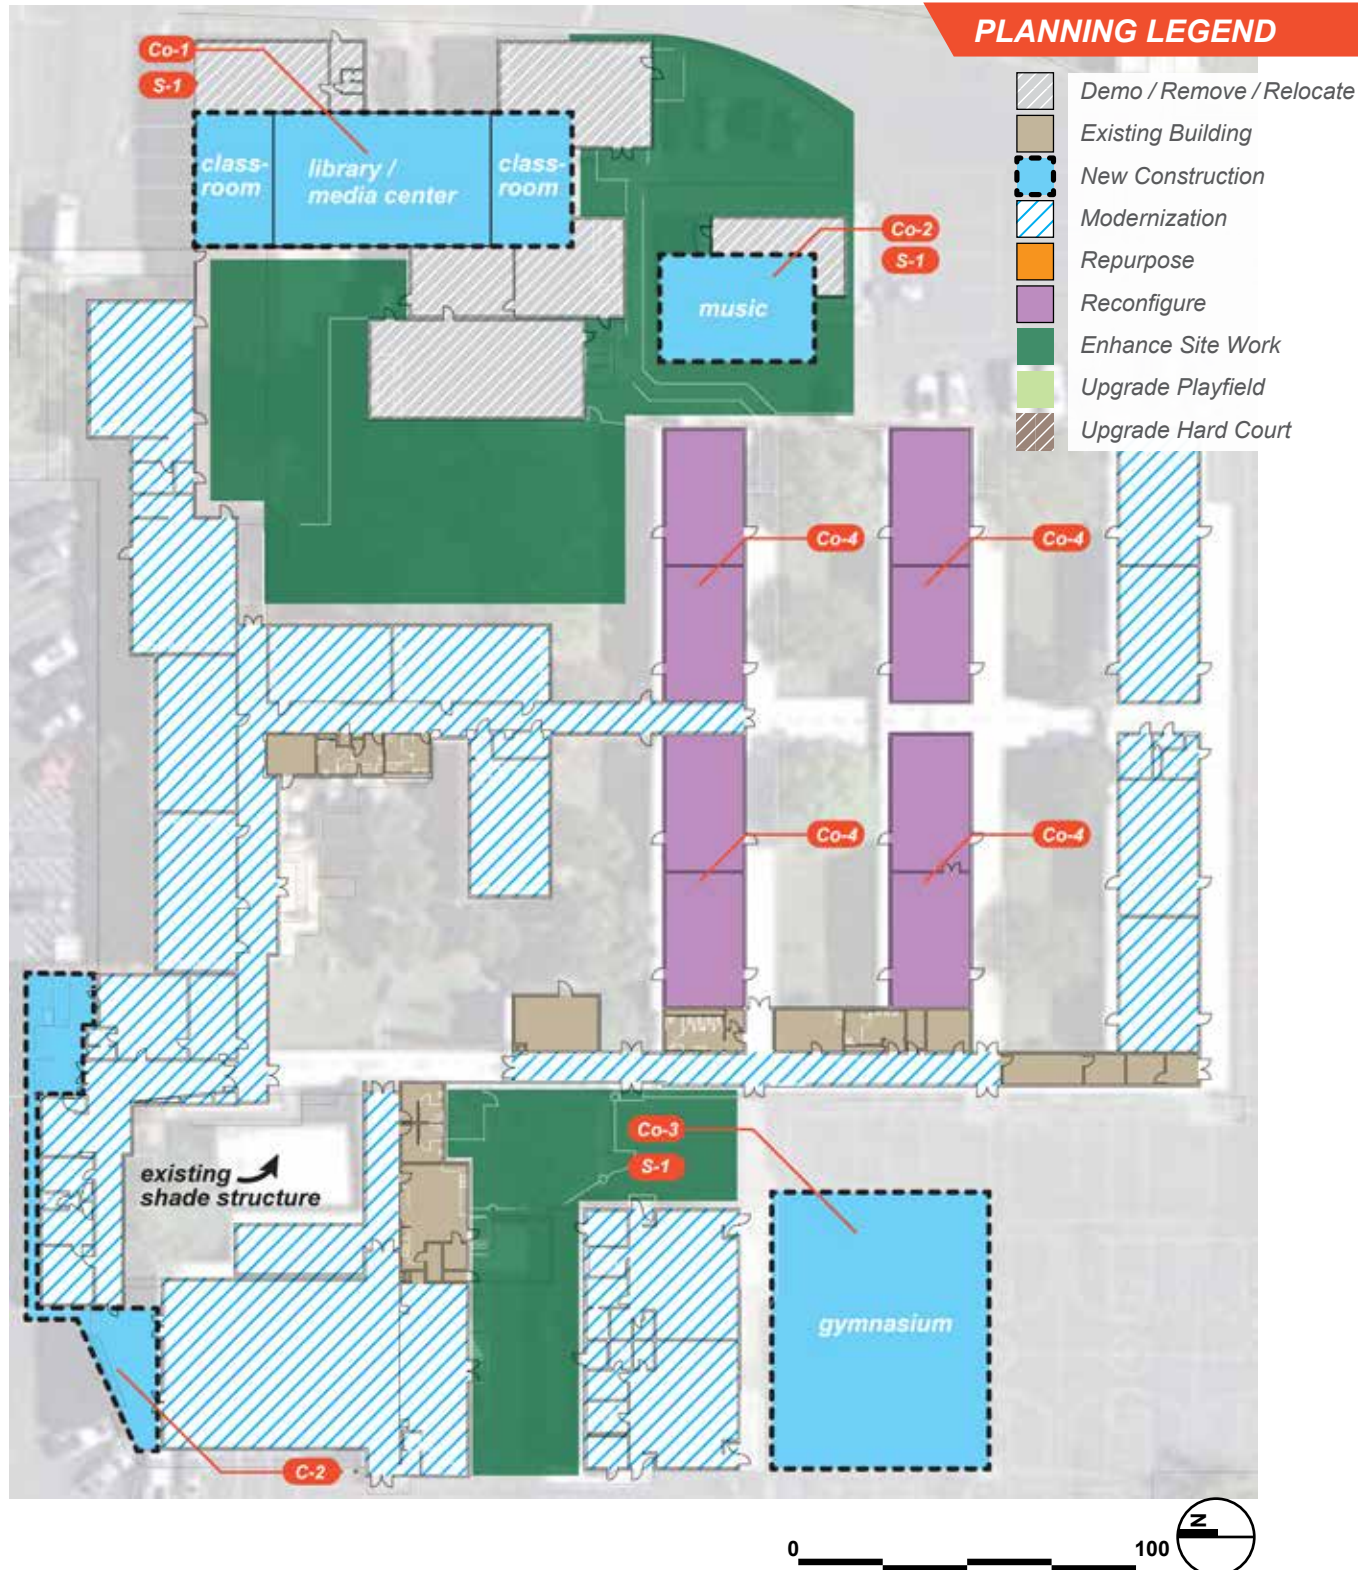 PLANNING LEGEND
Demo / Remove / Relocate
Existing Building
New Construction
Modernization
Repurpose
Reconfigure
Enhance Site Work
Upgrade Playfield
Upgrade Hard Court
Co-1
S-1
class-
room
library /
media center
class-
room
Co-2
S-1
music
Co-4
Co-4
Co-4
Co-4
Co-3
S-1
existing
shade structure
gymnasium
C-2
0
100
N